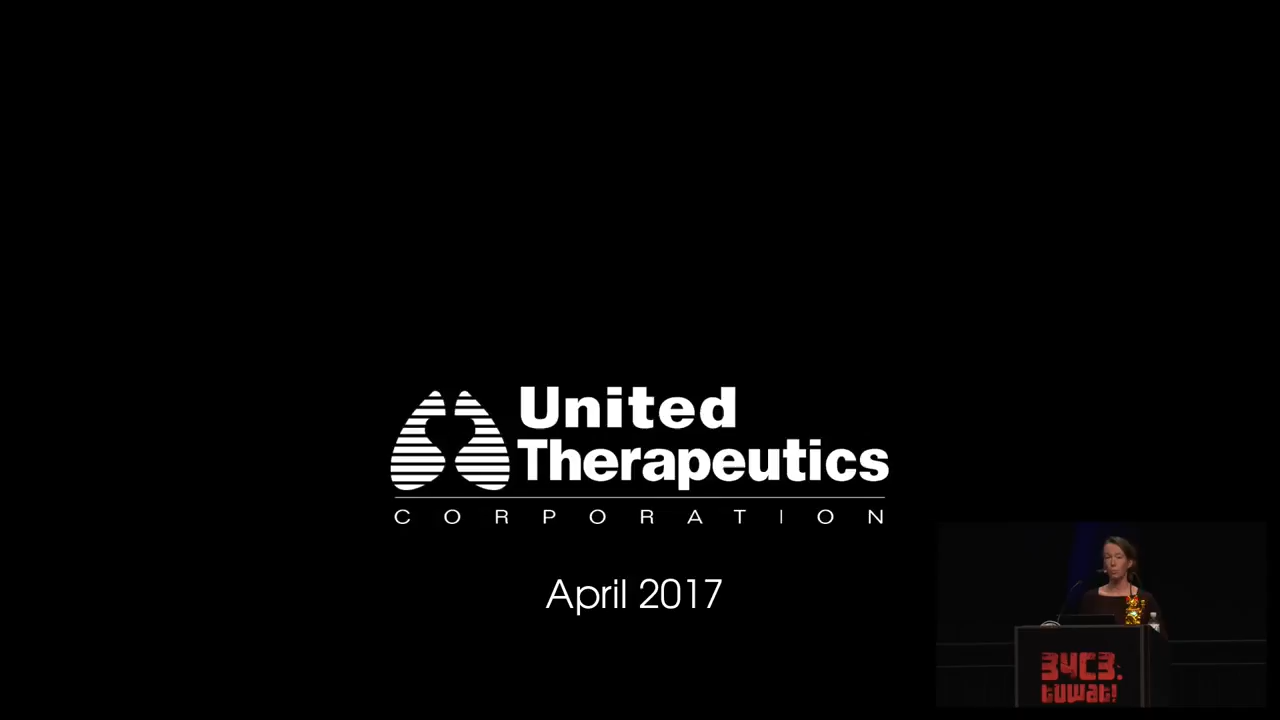 United
Therapeutics
CORPORATION
April 2017
34C3:
tuwat!